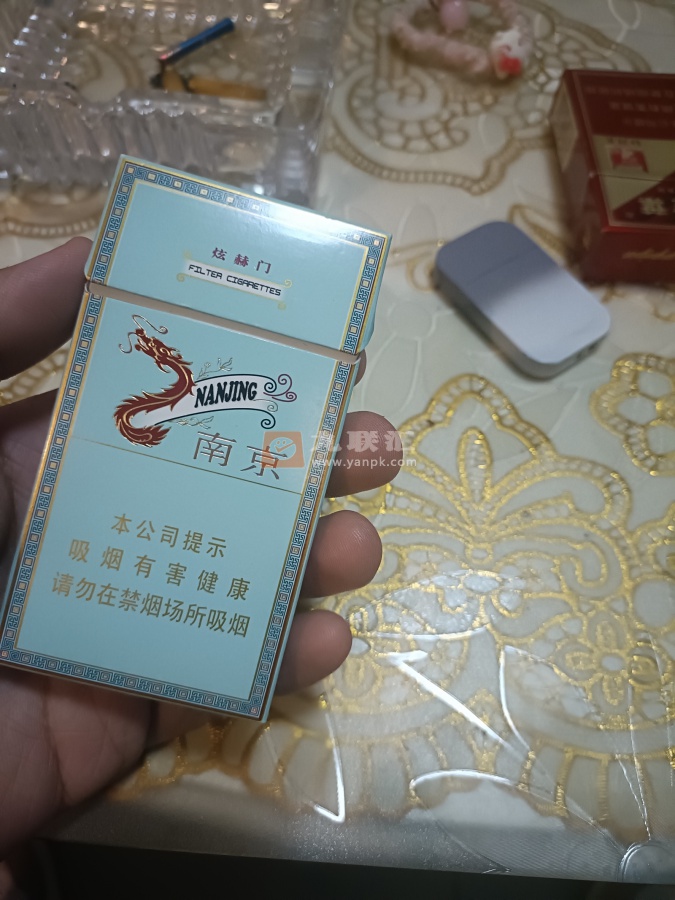 炫赫门
FILTER CIGARETTES
NANJING
南京
www.yanpk.com
本公司提示
吸烟有害健康
请勿在禁烟场所吸烟